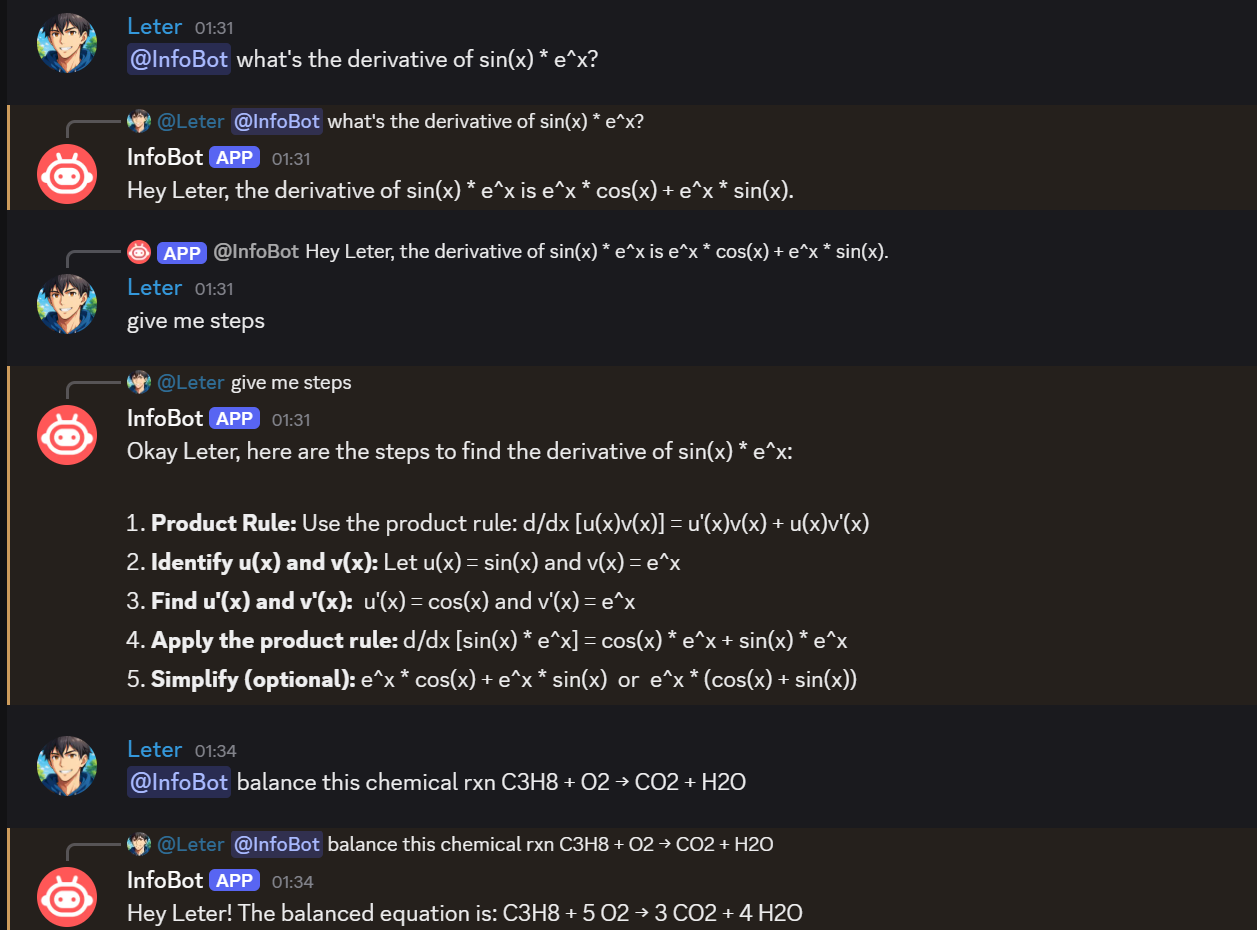 Leter 01:31
@InfoBot what's the derivative of sin(x) * e^x?
@Leter @InfoBot what's the derivative of sin(x) * e^x?
InfoBot APP 01:31
Hey Leter, the derivative of sin(x) * e^x is e^x * cos(x) + e^x * sin(x).
APP @InfoBot Hey Leter, the derivative of sin(x) * e^x is e^x * cos(x) + e^x * sin(x).
Leter 01:31
give me steps
@Leter give me steps
InfoBot APP 01:31
Okay Leter, here are the steps to find the derivative of sin(x) * e^x:
1. Product Rule: Use the product rule: d/dx [u(x)v(x)] = u'(x)v(x) + u(x)v'(x)
2. Identify u(x) and v(x): Let u(x) = sin(x) and v(x) = e^x
3. Find u'(x) and v'(x): u'(x) = cos(x) and v'(x) = e^x
4. Apply the product rule: d/dx [sin(x) * e^x] = cos(x) * e^x + sin(x) * e^x
5. Simplify (optional): e^x * cos(x) + e^x * sin(x) or e^x * (cos(x) + sin(x))
Leter 01:34
@InfoBot balance this chemical rxn C3H8 + O2 → CO2 + H2O
@Leter @InfoBot balance this chemical rxn C3H8 + O2 → CO2 + H2O
InfoBot APP 01:34
Hey Leter! The balanced equation is: C3H8 + 5 O2 → 3 CO2 + 4 H2O